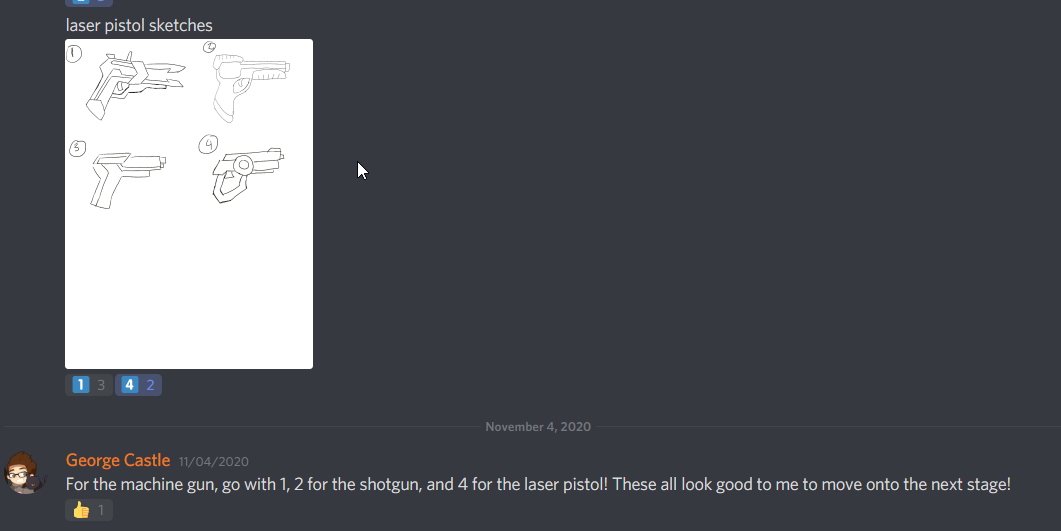 laser pistol sketches
1
2
3
4
1 3 4 2
November 4, 2020
George Castle 11/04/2020
For the machine gun, go with 1, 2 for the shotgun, and 4 for the laser pistol! These all look good to me to move onto the next stage!
1